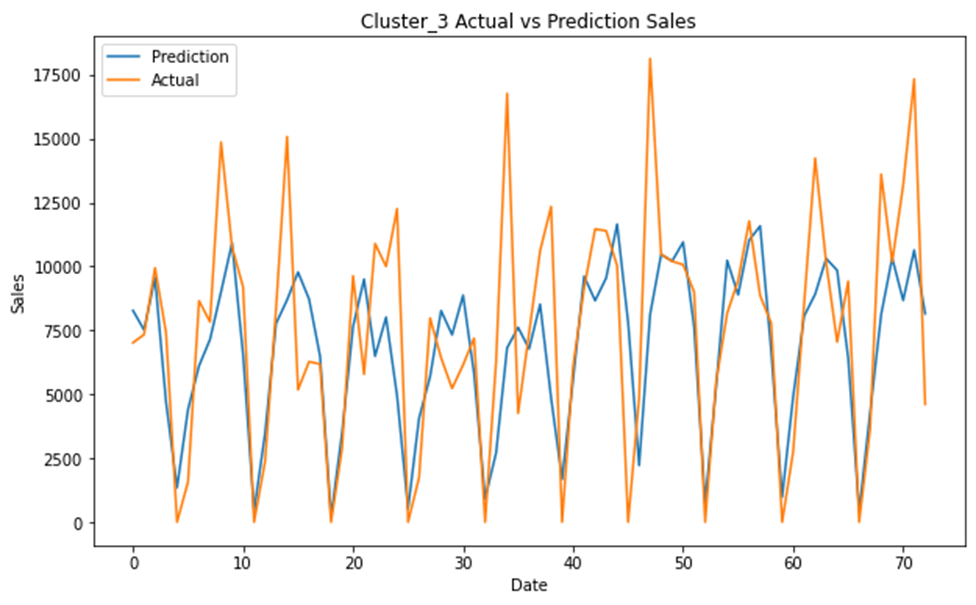 Cluster_3 Actual vs Prediction Sales
Prediction
Actual
17500
15000
12500
10000
7500
5000
2500
0
Sales
0 10 20 30 40 50 60 70
Date